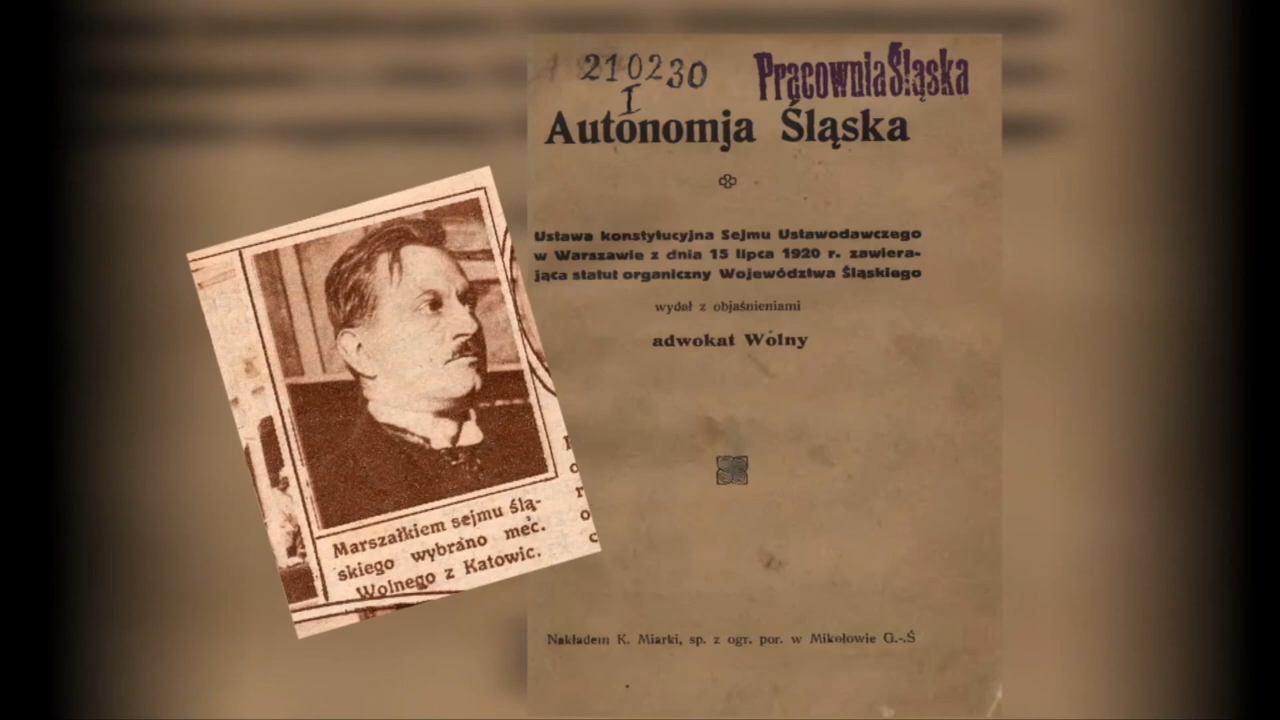 210230
I
Pracownia Śląska
Autonomja Śląska
Ustawa konstytucyjna Sejmu Ustawodawczego
w Warszawie z dnia 15 lipca 1920 r. zawiera-
jąca statut organiczny Województwa Śląskiego
wydał z objaśnieniami
adwokat Wolny
Nakładem K. Miarki, sp. z ogr. por. w Mikołowie G.-Ś
Marszałkiem sejmu ślą-
skiego wybrano mec.
Wolnego z Katowic.